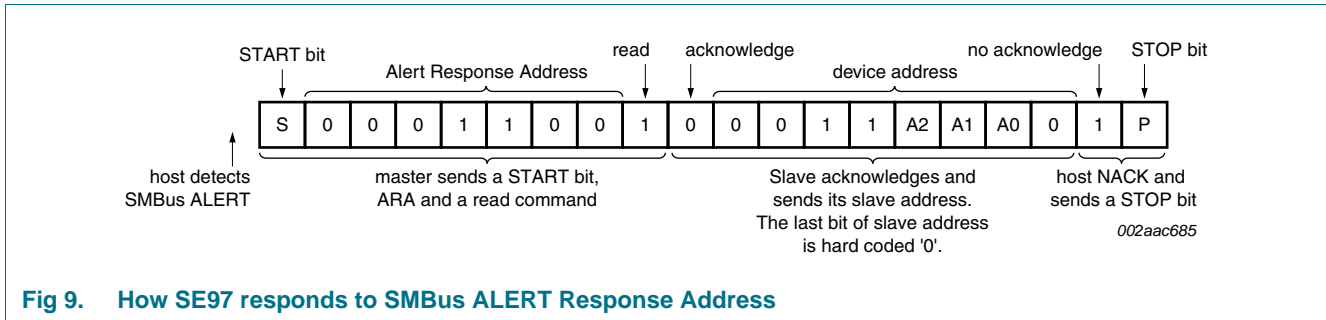 START bit
Alert Response Address
read
acknowledge
device address
no acknowledge
STOP bit
S 0 0 0 1 1 0 0 1 0 0 0 1 1 A2 A1 A0 0 1 P
host detects
SMBus ALERT
master sends a START bit,
ARA and a read command
Slave acknowledges and
sends its slave address.
The last bit of slave address
is hard coded '0'.
host NACK and
sends a STOP bit
002aac685
Fig 9. How SE97 responds to SMBus ALERT Response Address